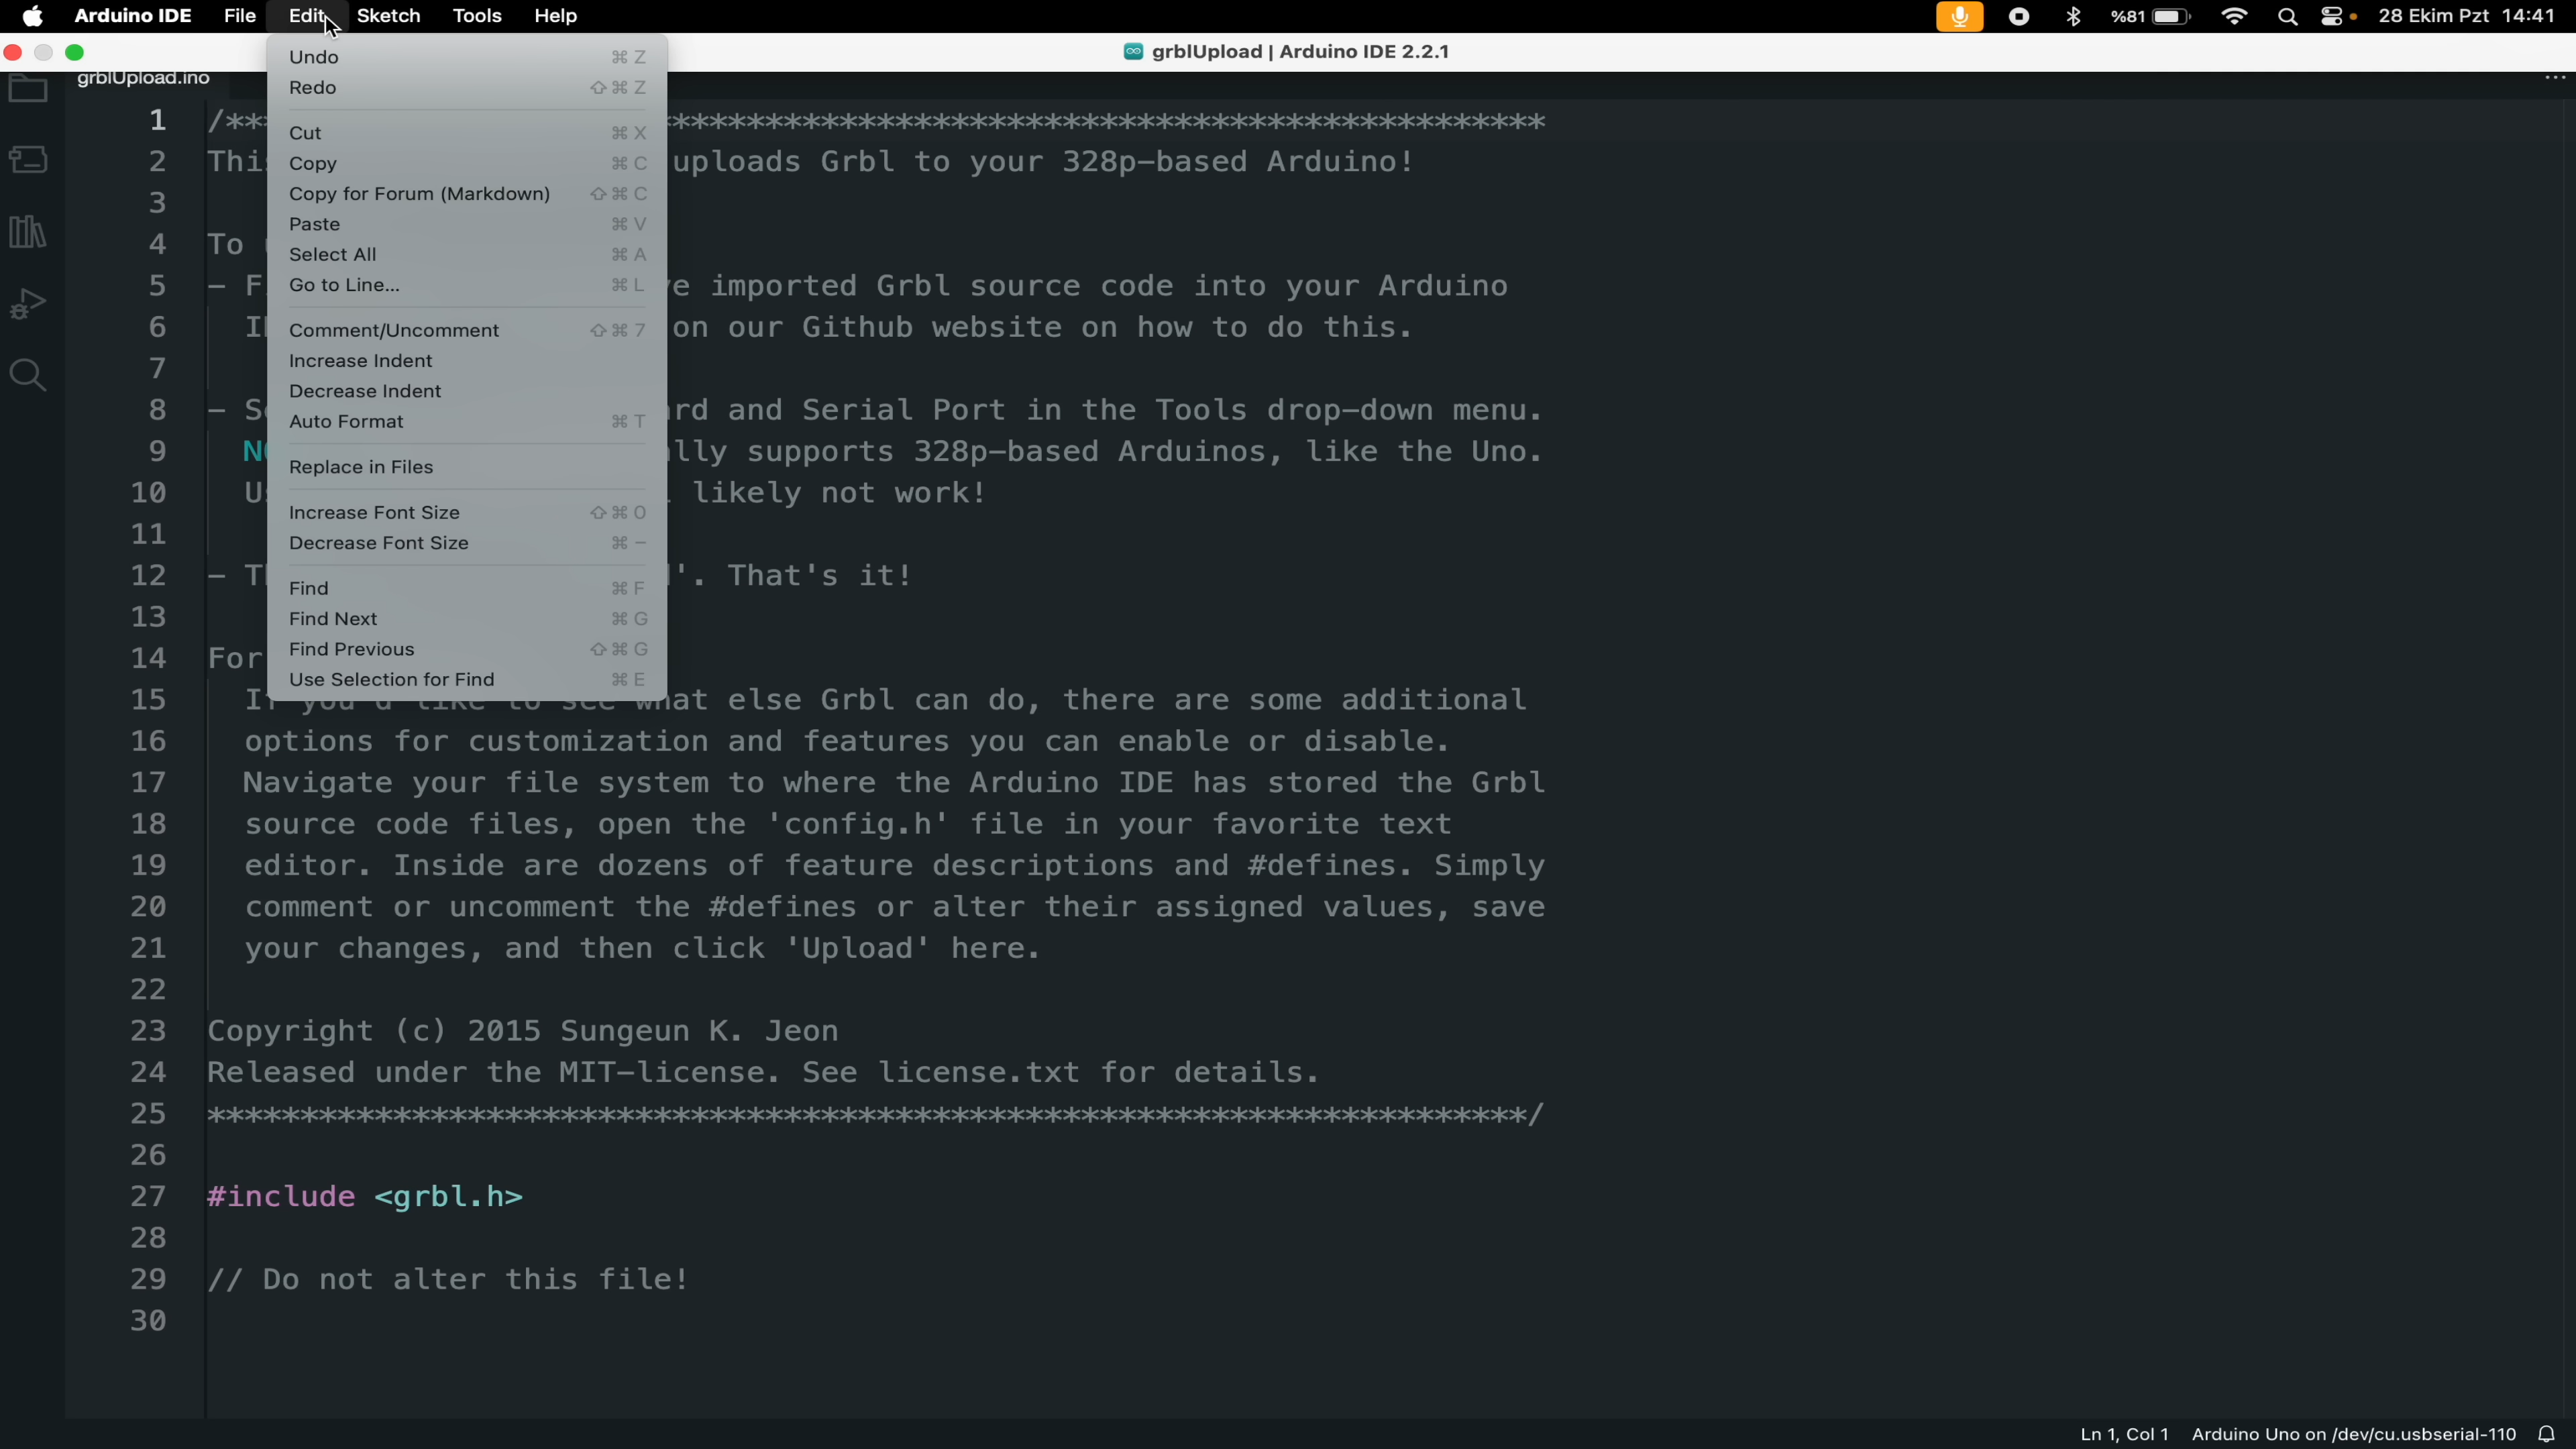 Arduino IDE File Edit Sketch Tools Help %81 28 Ekim Pzt 14:41
grblUpload | Arduino IDE 2.2.1
grblUpload.ino
Undo ⌘ Z
Redo ⇧ ⌘ Z
Cut ⌘ X
Copy ⌘ C
Copy for Forum (Markdown) ⇧ ⌘ C
Paste ⌘ V
Select All ⌘ A
Go to Line... ⌘ L
Comment/Uncomment ⇧ ⌘ 7
Increase Indent
Decrease Indent
Auto Format ⌘ T
Replace in Files
Increase Font Size ⇧ ⌘ 0
Decrease Font Size ⌘ −
Find ⌘ F
Find Next ⌘ G
Find Previous ⇧ ⌘ G
Use Selection for Find ⌘ E
1 /** *********************************************
2 uploads Grbl to your 328p-based Arduino!
3
4 To
5 - imported Grbl source code into your Arduino
6 on our Github website on how to do this.
7
8 - and Serial Port in the Tools drop-down menu.
9 supports 328p-based Arduinos, like the Uno.
10 likely not work!
11
12 - '. That's it!
13
14 For
15 If you'd like to see what else Grbl can do, there are some additional
16 options for customization and features you can enable or disable.
17 Navigate your file system to where the Arduino IDE has stored the Grbl
18 source code files, open the 'config.h' file in your favorite text
19 editor. Inside are dozens of feature descriptions and #defines. Simply
20 comment or uncomment the #defines or alter their assigned values, save
21 your changes, and then click 'Upload' here.
22
23 Copyright (c) 2015 Sungeun K. Jeon
24 Released under the MIT-license. See license.txt for details.
25 ***********************************************************************/
26
27 #include <grbl.h>
28
29 // Do not alter this file!
30
Ln 1, Col 1 Arduino Uno on /dev/cu.usbserial-110